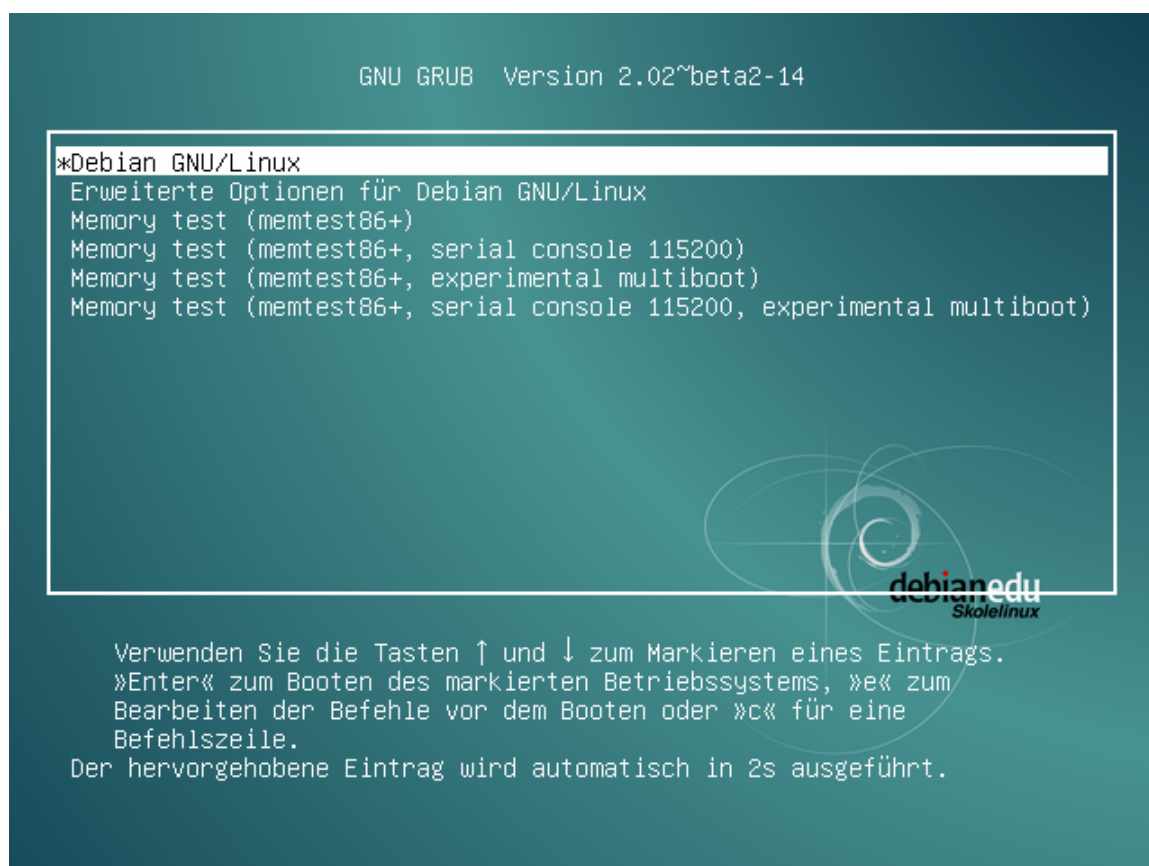 GNU GRUB  Version 2.02~beta2-14
*Debian GNU/Linux
Erweiterte Optionen für Debian GNU/Linux
Memory test (memtest86+)
Memory test (memtest86+, serial console 115200)
Memory test (memtest86+, experimental multiboot)
Memory test (memtest86+, serial console 115200, experimental multiboot)
debianedu
Skolelinux
Verwenden Sie die Tasten ↑ und ↓ zum Markieren eines Eintrags.
»Enter« zum Booten des markierten Betriebssystems, »e« zum
Bearbeiten der Befehle vor dem Booten oder »c« für eine
Befehlszeile.
Der hervorgehobene Eintrag wird automatisch in 2s ausgeführt.